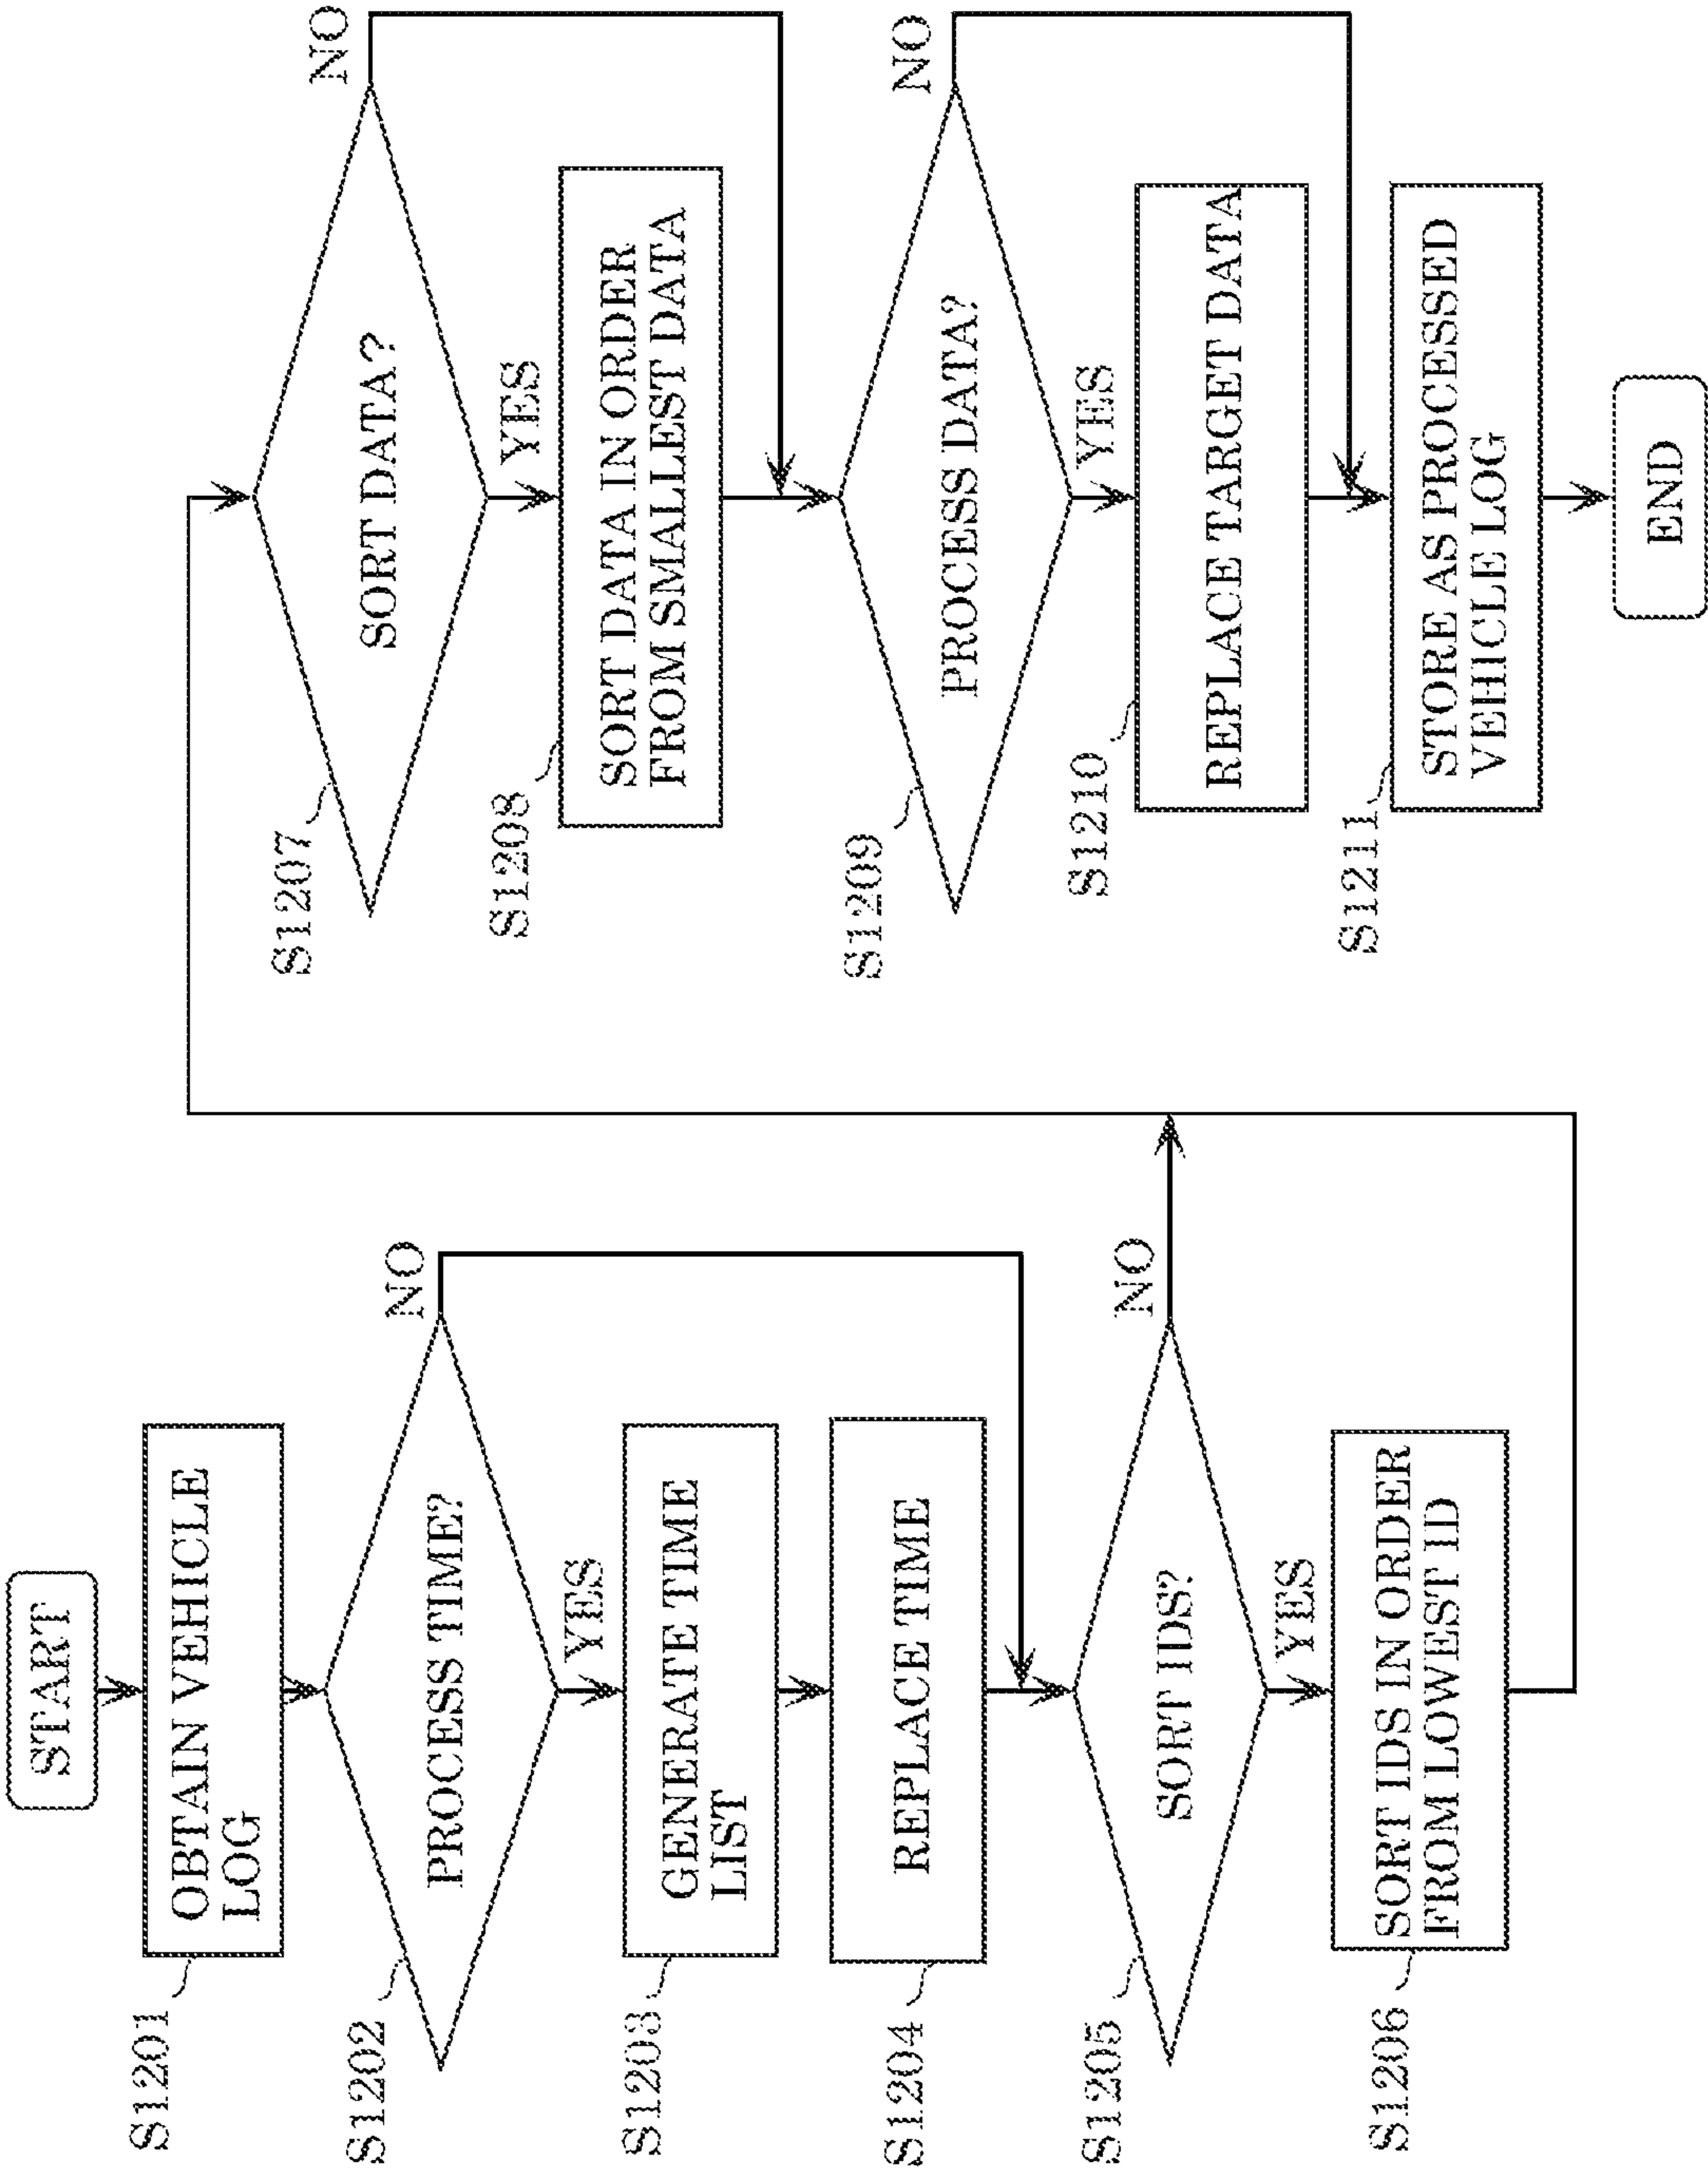 START
S1201
OBTAIN VEHICLE
LOG
S1202
PROCESS TIME?
NO
YES
S1203
GENERATE TIME
LIST
S1204
REPLACE TIME
S1205
SORT IDS?
NO
YES
S1206
SORT IDS IN ORDER
FROM LOWEST ID
S1207
SORT DATA?
NO
YES
S1208
SORT DATA IN ORDER
FROM SMALLEST DATA
S1209
PROCESS DATA?
NO
YES
S1210
REPLACE TARGET DATA
S1211
STORE AS PROCESSED
VEHICLE LOG
END